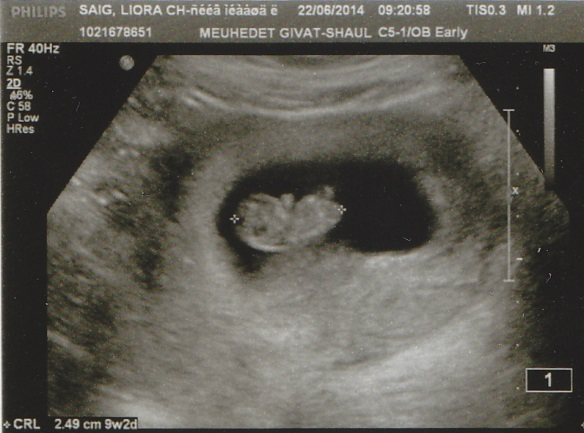 PHILIPS SAIG, LIORA CH-ñéééâ ïéàààøä ë 22/06/2014 09:20:58 TIS0.3 MI 1.2
1021678651 MEUHEDET GIVAT-SHAUL C5-1/OB Early
FR 40Hz
RS
Z 1.4
2D
46%
C 58
P Low
HRes
M3
x
1
CRL 2.49 cm 9w2d